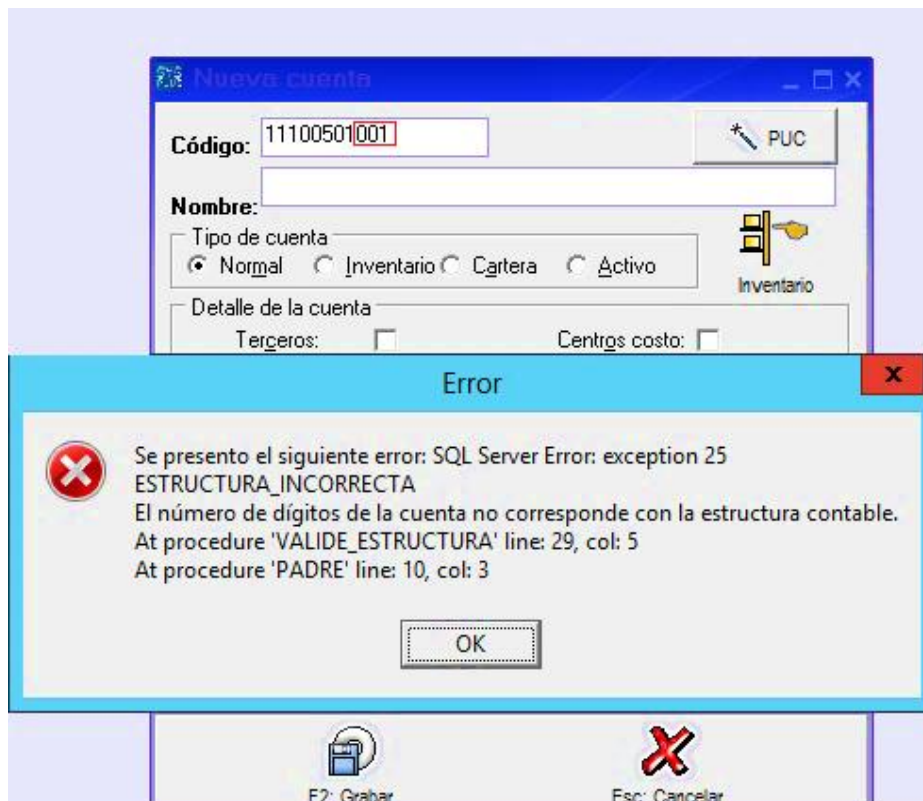 Nueva cuenta
Código: 11100501001
PUC
Nombre:
Tipo de cuenta
Normal Inventario Cartera Activo
Inventario
Detalle de la cuenta
Terceros: Centros costo:
Error
x
Se presento el siguiente error: SQL Server Error: exception 25
ESTRUCTURA_INCORRECTA
El número de dígitos de la cuenta no corresponde con la estructura contable.
At procedure 'VALIDE_ESTRUCTURA' line: 29, col: 5
At procedure 'PADRE' line: 10, col: 3
OK
F2: Grabar Esc: Cancelar